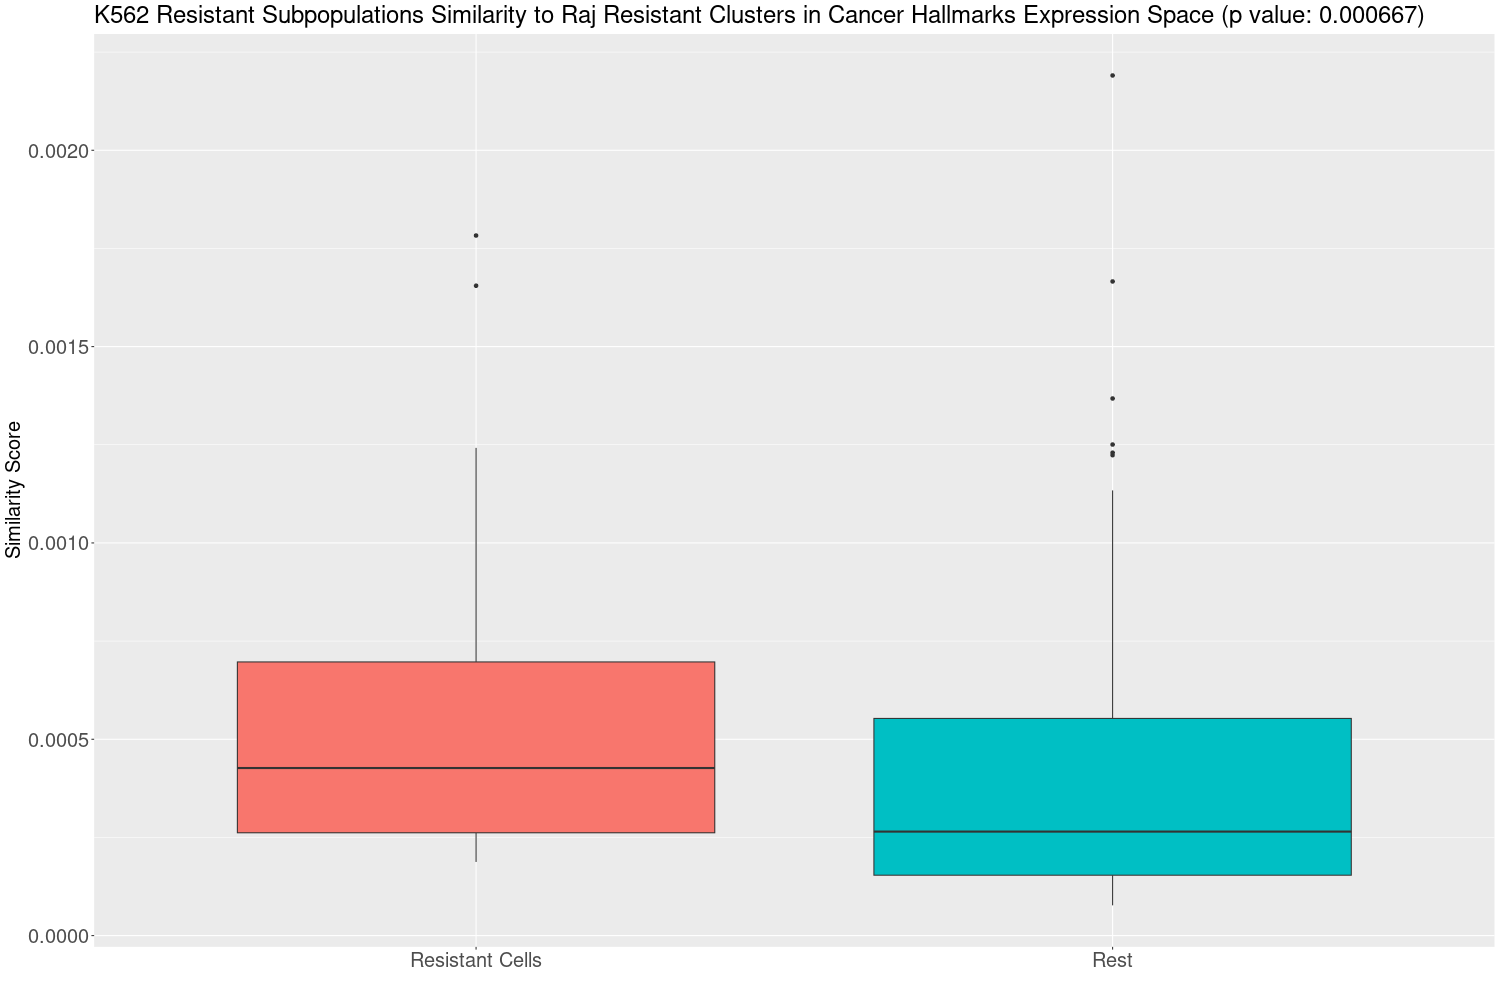 K562 Resistant Subpopulations Similarity to Raj Resistant Clusters in Cancer Hallmarks Expression Space (p value: 0.000667)
Similarity Score
0.0020
0.0015
0.0010
0.0005
0.0000
Resistant Cells
Rest